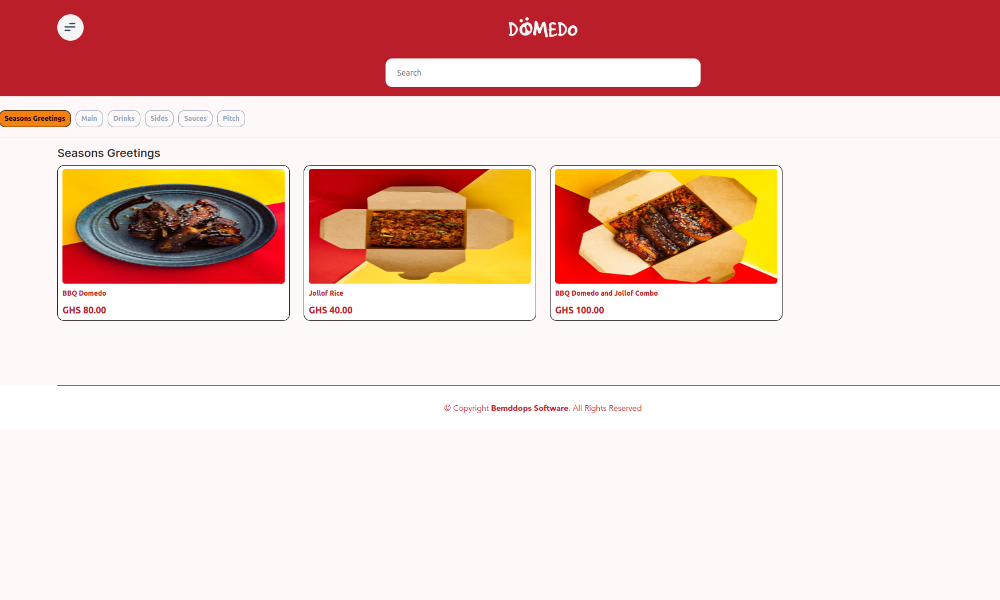 DÖMEDO
Search
Seasons Greetings
Main
Drinks
Sides
Sauces
Pitch
Seasons Greetings
BBQ Domedo
GHS 80.00
Jollof Rice
GHS 40.00
BBQ Domedo and Jollof Combo
GHS 100.00
© Copyright Bemddops Software. All Rights Reserved